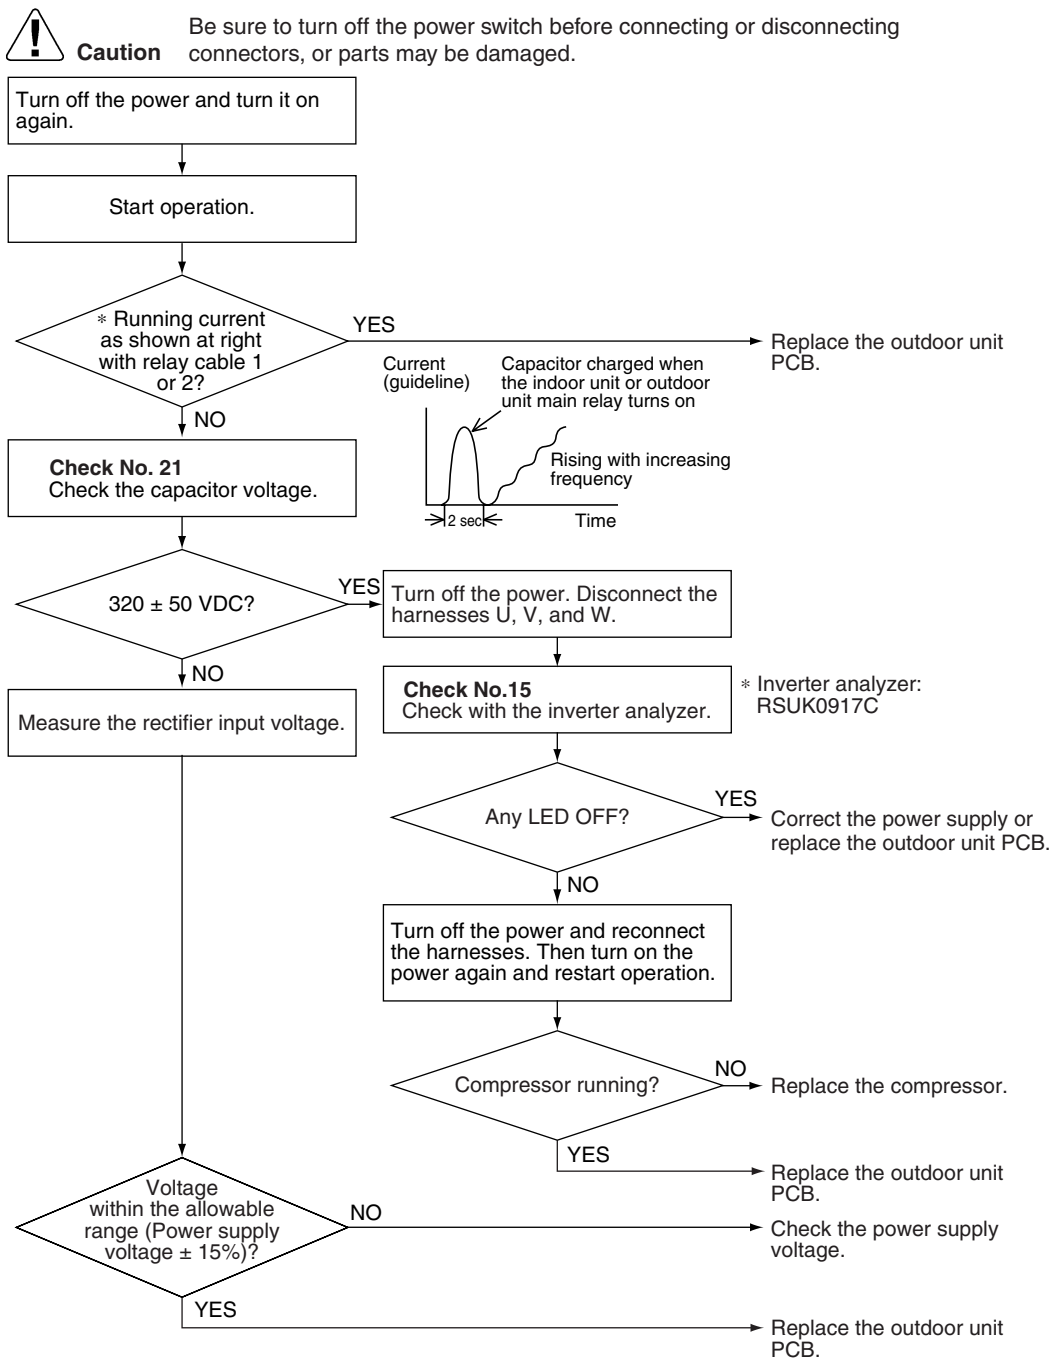 Be sure to turn off the power switch before connecting or disconnecting
Caution connectors, or parts may be damaged.
Turn off the power and turn it on
again.
Start operation.
* Running current
as shown at right
with relay cable 1
or 2?
YES
Replace the outdoor unit
PCB.
NO
Current
(guideline)
Capacitor charged when
the indoor unit or outdoor
unit main relay turns on
Rising with increasing
frequency
2 sec
Time
Check No. 21
Check the capacitor voltage.
320 ± 50 VDC?
YES
Turn off the power. Disconnect the
harnesses U, V, and W.
NO
Measure the rectifier input voltage.
Check No.15
Check with the inverter analyzer.
* Inverter analyzer:
RSUK0917C
Any LED OFF?
YES
Correct the power supply or
replace the outdoor unit PCB.
NO
Turn off the power and reconnect
the harnesses. Then turn on the
power again and restart operation.
Compressor running?
NO
Replace the compressor.
YES
Replace the outdoor unit
PCB.
Voltage
within the allowable
range (Power supply
voltage ± 15%)?
NO
Check the power supply
voltage.
YES
Replace the outdoor unit
PCB.